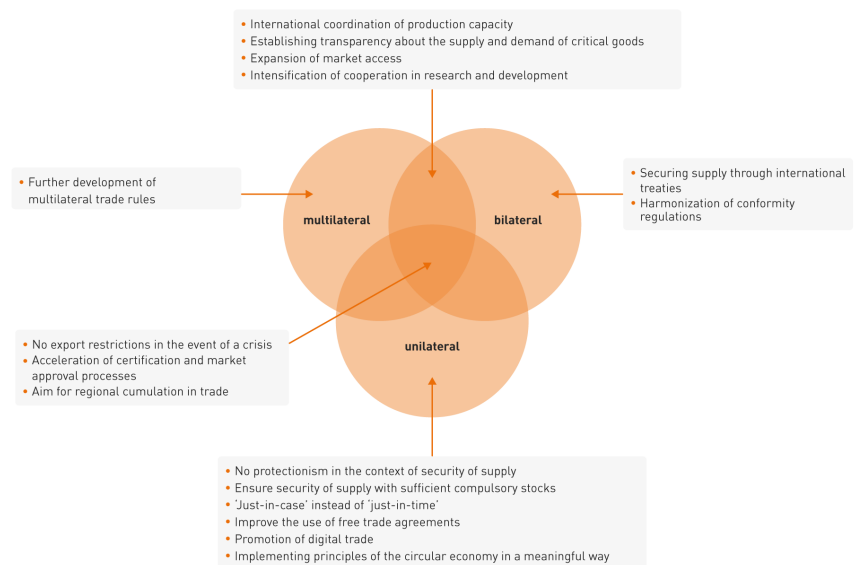 • International coordination of production capacity
• Establishing transparency about the supply and demand of critical goods
• Expansion of market access
• Intensification of cooperation in research and development
• Further development of
multilateral trade rules
• Securing supply through international
treaties
• Harmonization of conformity
regulations
multilateral
bilateral
unilateral
• No export restrictions in the event of a crisis
• Acceleration of certification and market
approval processes
• Aim for regional cumulation in trade
• No protectionism in the context of security of supply
• Ensure security of supply with sufficient compulsory stocks
• ‘Just-in-case’ instead of ‘just-in-time’
• Improve the use of free trade agreements
• Promotion of digital trade
• Implementing principles of the circular economy in a meaningful way